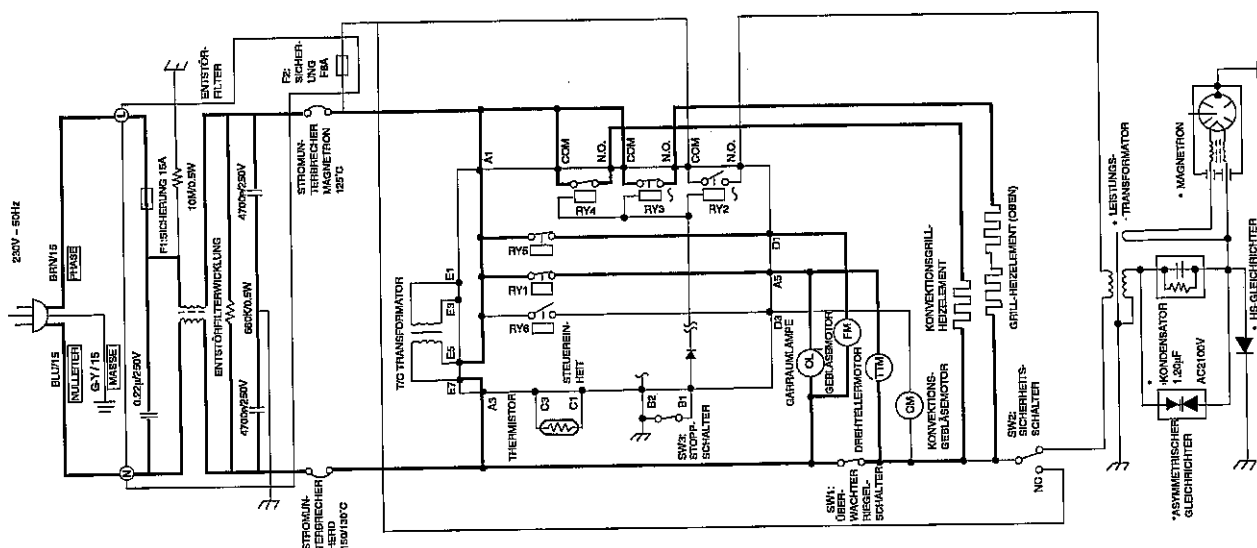 230V ~ 50Hz
BRN/15
PHASE
BLU/15
NULLEITER
G-Y / 15
MASSE
L
N
F1:SICHERUNG 15A
0.22µ/250V
10M/0.5W
ENTSTÖR-
FILTER
ENTSTÖRFILTERWICKLUNG
680K/0.5W
4700n/250V
4700n/250V
F2:
SICHER-
UNG
F8A
STROMUN-
TERBRECHER
MAGNETRON
125°C
STROMUN-
TERBRECHER
HERD
150/130°C
T/C TRANSFORMATOR
A1
E1
E3
E5
E7
A3
THERMISTOR
C3
C1
STEUEREIN-
HEIT
B2
B1
SW3:
STOPP-
SCHALTER
RY5
RY1
RY6
COM
N.O.
COM
N.O.
COM
N.O.
RY4
RY3
RY2
D1
A5
D3
OL
GARRAUMLAMPE
FM
GEBLÄSEMOTOR
TTM
DREHTELLERMOTOR
CM
KONVEKTIONS-
GEBLÄSEMOTOR
SW1:
ÜBER-
WACHTER
RIEGEL-
SCHALTER
KONVEKTIONSGRILL-
HEIZELEMENT
GRILL-HEIZELEMENT (OBEN)
SW2:
SICHERHEITS-
SCHALTER
NC
* LEISTUNGS-
TRANSFORMATOR
* MAGNETRON
* KONDENSATOR
1.20µF
AC2100V
*ASYMMETRISCHER
GLEICHRICHTER
* HS-GLEICHRICHTER